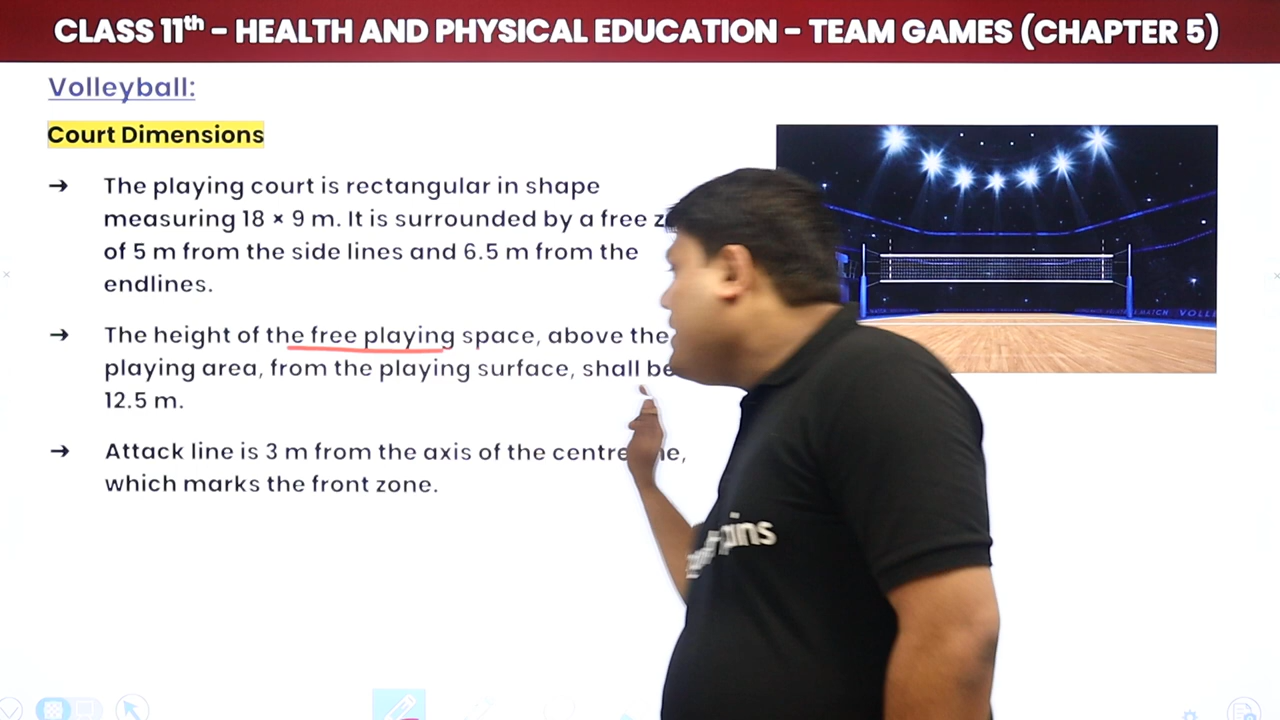 CLASS 11th – HEALTH AND PHYSICAL EDUCATION – TEAM GAMES (CHAPTER 5)
Volleyball:
Court Dimensions
➔ The playing court is rectangular in shape
measuring 18 × 9 m. It is surrounded by a free
of 5 m from the side lines and 6.5 m from the
endlines.
➔ The height of the free playing space, above the
playing area, from the playing surface, shall be
12.5 m.
➔ Attack line is 3 m from the axis of the centre
which marks the front zone.